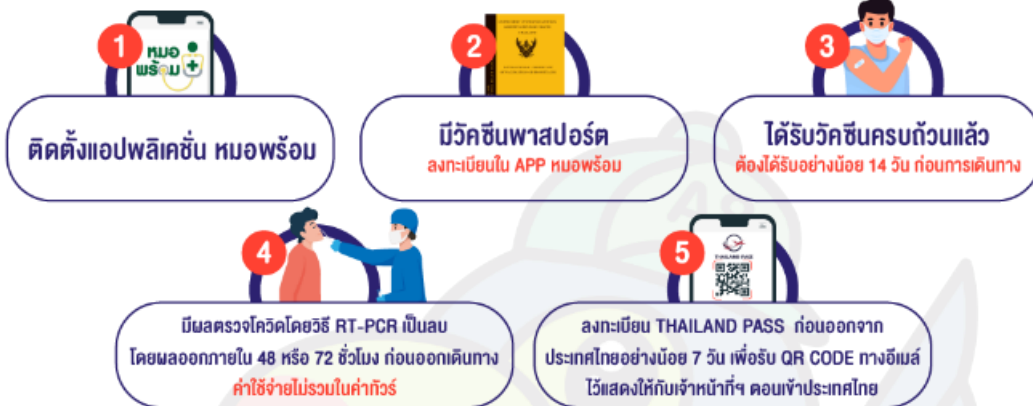 1
หมอ
พร้อม
ติดตั้งแอปพลิเคชั่น หมอพร้อม
2
มีวัคซีนพาสปอร์ต
ลงทะเบียนใน APP หมอพร้อม
3
ได้รับวัคซีนครบถ้วนแล้ว
ต้องได้รับอย่างน้อย 14 วัน ก่อนการเดินทาง
4
มีผลตรวจโควิดโดยวิธี RT-PCR เป็นลบ
โดยผลออกภายใน 48 หรือ 72 ชั่วโมง ก่อนออกเดินทาง
ค่าใช้จ่ายไม่รวมในค่าทัวร์
5
THAILAND PASS
ลงทะเบียน THAILAND PASS ก่อนออกจาก
ประเทศไทยอย่างน้อย 7 วัน เพื่อรับ QR CODE ทางอีเมล์
ไว้แสดงให้กับเจ้าหน้าที่ฯ ตอนเข้าประเทศไทย